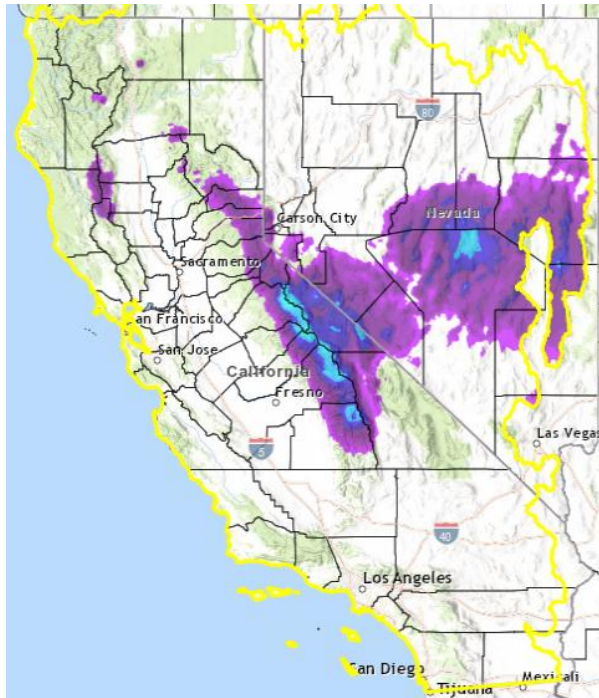 80
Nevada
Carson City
Sacramento
an Francisco
San Jose
California
Fresno
5
Las Vegas
40
Los Angeles
San Diego
Tijuana
Mexicali